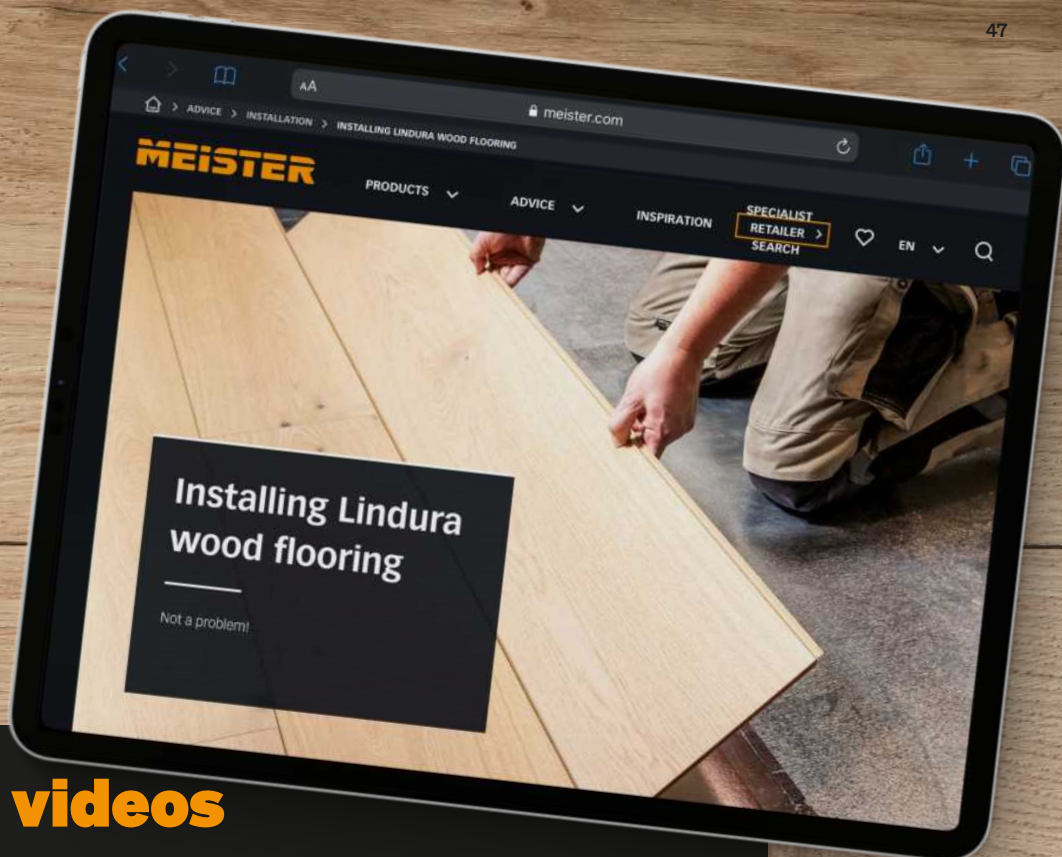 47
AA
meister.com
> ADVICE > INSTALLATION > INSTALLING LINDURA WOOD FLOORING
MEISTER
PRODUCTS
ADVICE
INSPIRATION
SPECIALIST
RETAILER >
SEARCH
EN
Installing Lindura
wood flooring
Not a problem!
videos